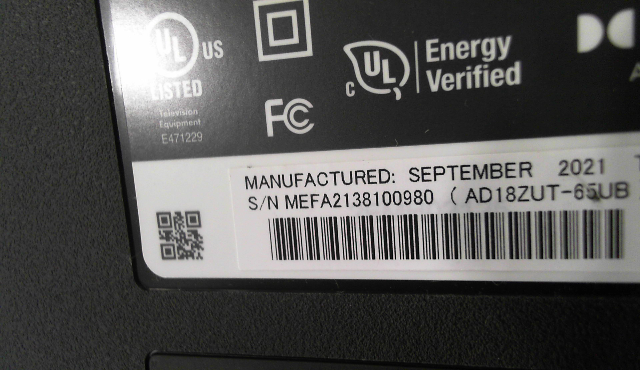 UL US
LISTED
Television
Equipment
E471229
FC
c UL
Energy
Verified
MANUFACTURED: SEPTEMBER 2021
S/N MEFA2138100980 ( AD18ZUT-65UB